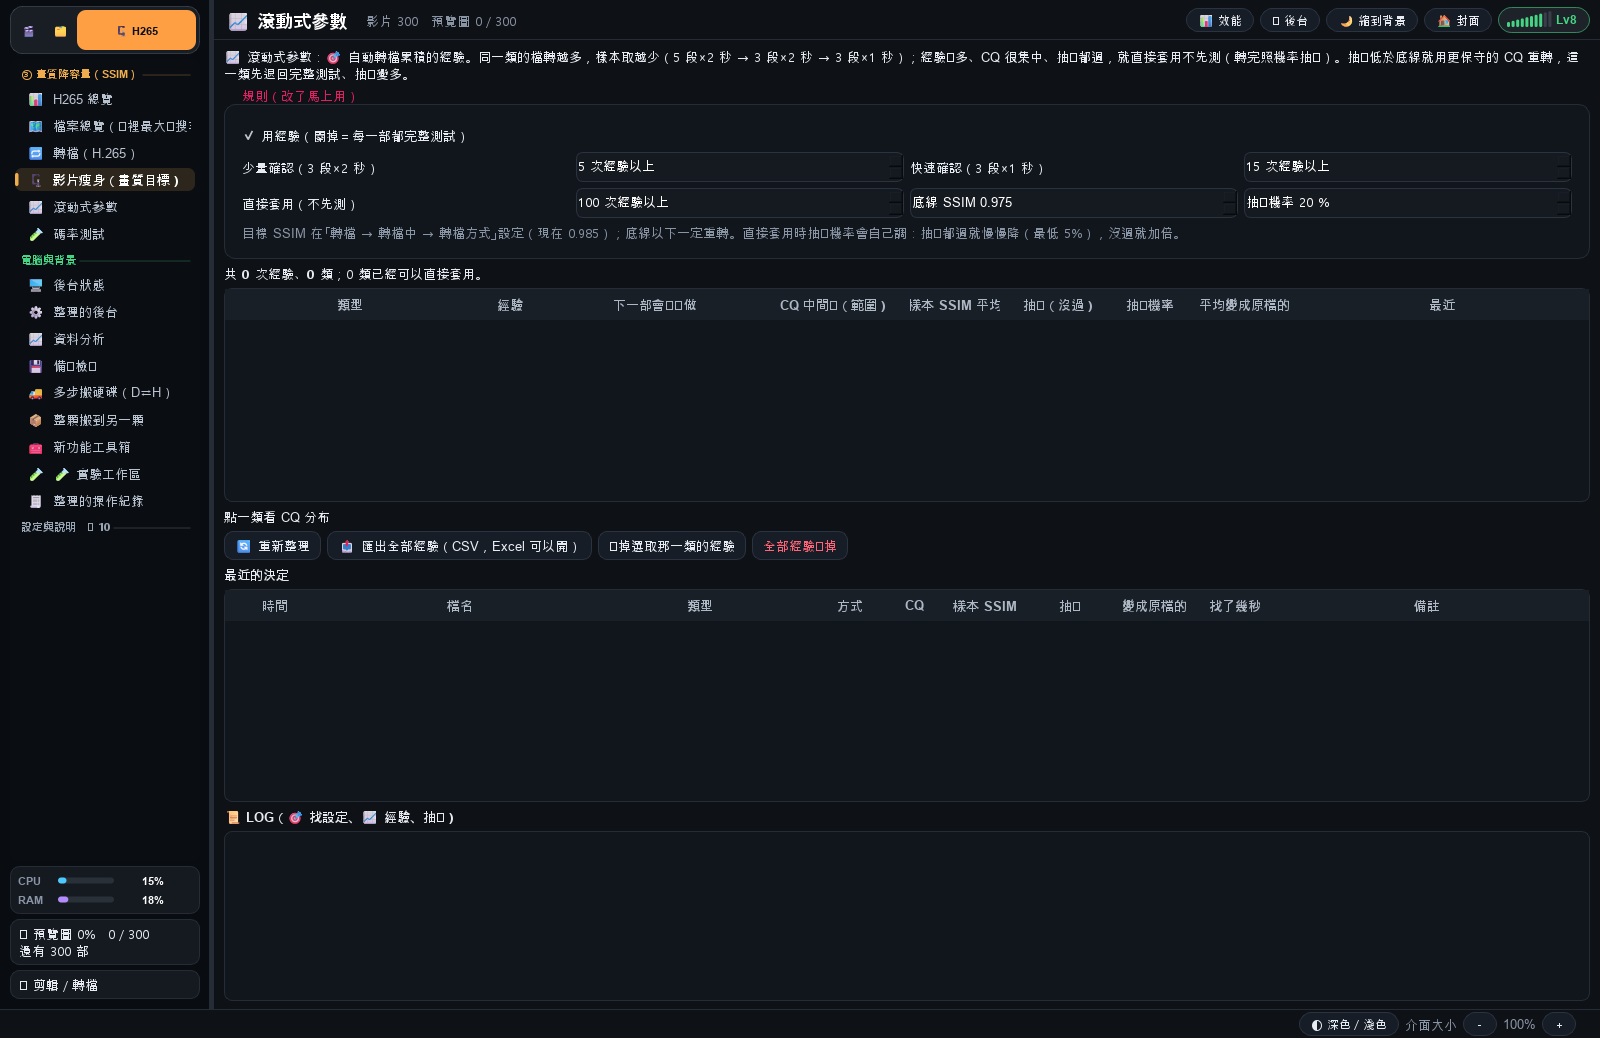 H265
③ 畫質降容量（SSIM）
H265 總覽
檔案總覽（
裡最大
搜
轉檔（H.265）
影片瘦身（畫質目標）
滾動式參數
碼率測試
電腦與背景
後台狀態
整理的後台
資料分析
備
檢
多步搬硬碟（D⇌H）
整顆搬到另一顆
新功能工具箱
實驗工作區
整理的操作紀錄
設定與說明 10
CPU 15%
RAM 18%
預覽圖 0% 0 / 300
還有 300 部
剪輯 / 轉檔
滾動式參數 影片 300 預覽圖 0 / 300
效能
後台
縮到背景
封面
Lv8
滾動式參數：🎯 自動轉檔累積的經驗。同一類的檔轉越多，樣本取越少（5 段×2 秒 → 3 段×2 秒 → 3 段×1 秒）；經驗 多、CQ 很集中、抽 都過，就直接套用不先測（轉完照機率抽 ）。抽 低於底線就用更保守的 CQ 重轉，這
一類先退回完整測試、抽 變多。
規則（改了馬上用）
✓ 用經驗（關掉＝每一部都完整測試）
少量確認（3 段×2 秒） 5 次經驗以上 快速確認（3 段×1 秒） 15 次經驗以上
直接套用（不先測） 100 次經驗以上 底線 SSIM 0.975 抽 機率 20 %
目標 SSIM 在「轉檔 → 轉檔中 → 轉檔方式」設定（現在 0.985）；底線以下一定重轉。直接套用時抽 機率會自己調：抽 都過就慢慢降（最低 5%），沒過就加倍。
共 0 次經驗、0 類；0 類已經可以直接套用。
類型 經驗 下一部會 做 CQ 中間 （範圍） 樣本 SSIM 平均 抽 （沒過） 抽 機率 平均變成原檔的 最近
點一類看 CQ 分布
重新整理
匯出全部經驗（CSV，Excel 可以開）
掉選取那一類的經驗
全部經驗 掉
最近的決定
時間 檔名 類型 方式 CQ 樣本 SSIM 抽 變成原檔的 找了幾秒 備註
LOG（🎯 找設定、📈 經驗、抽 ）
深色 / 淺色 介面大小 - 100% +